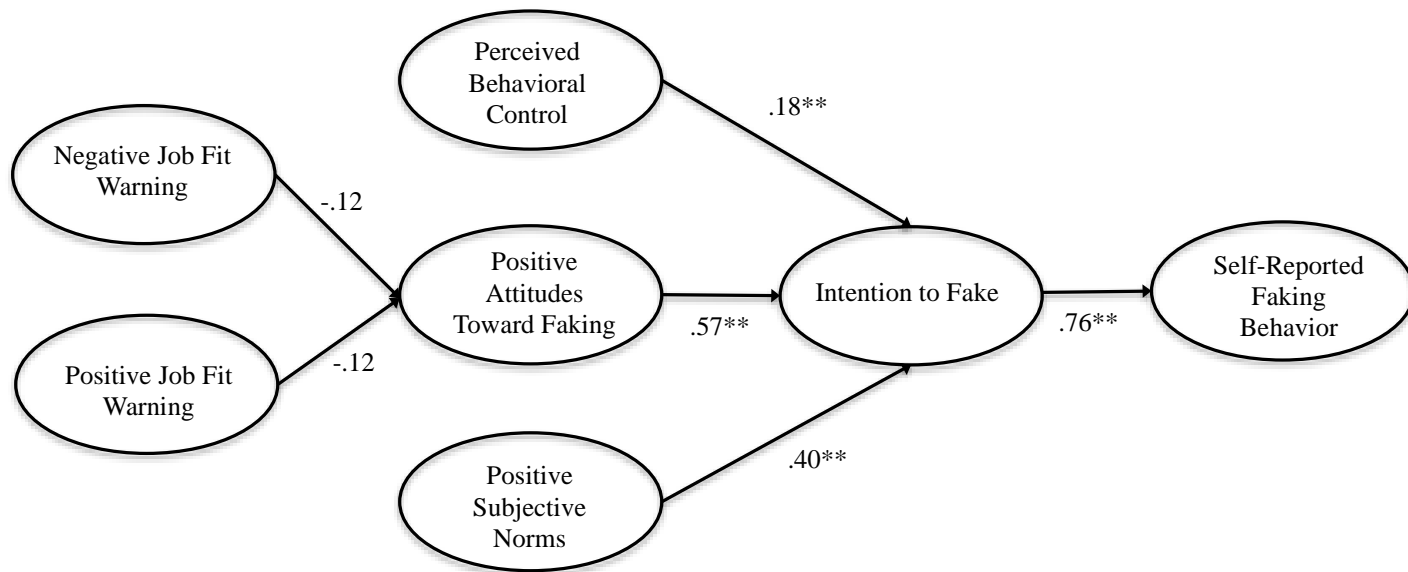 Perceived
Behavioral
Control
.18**
Negative Job Fit
Warning
-.12
Positive
Attitudes
Toward Faking
.57**
Intention to Fake
.76**
Self-Reported
Faking
Behavior
Positive Job Fit
Warning
-.12
Positive
Subjective
Norms
.40**